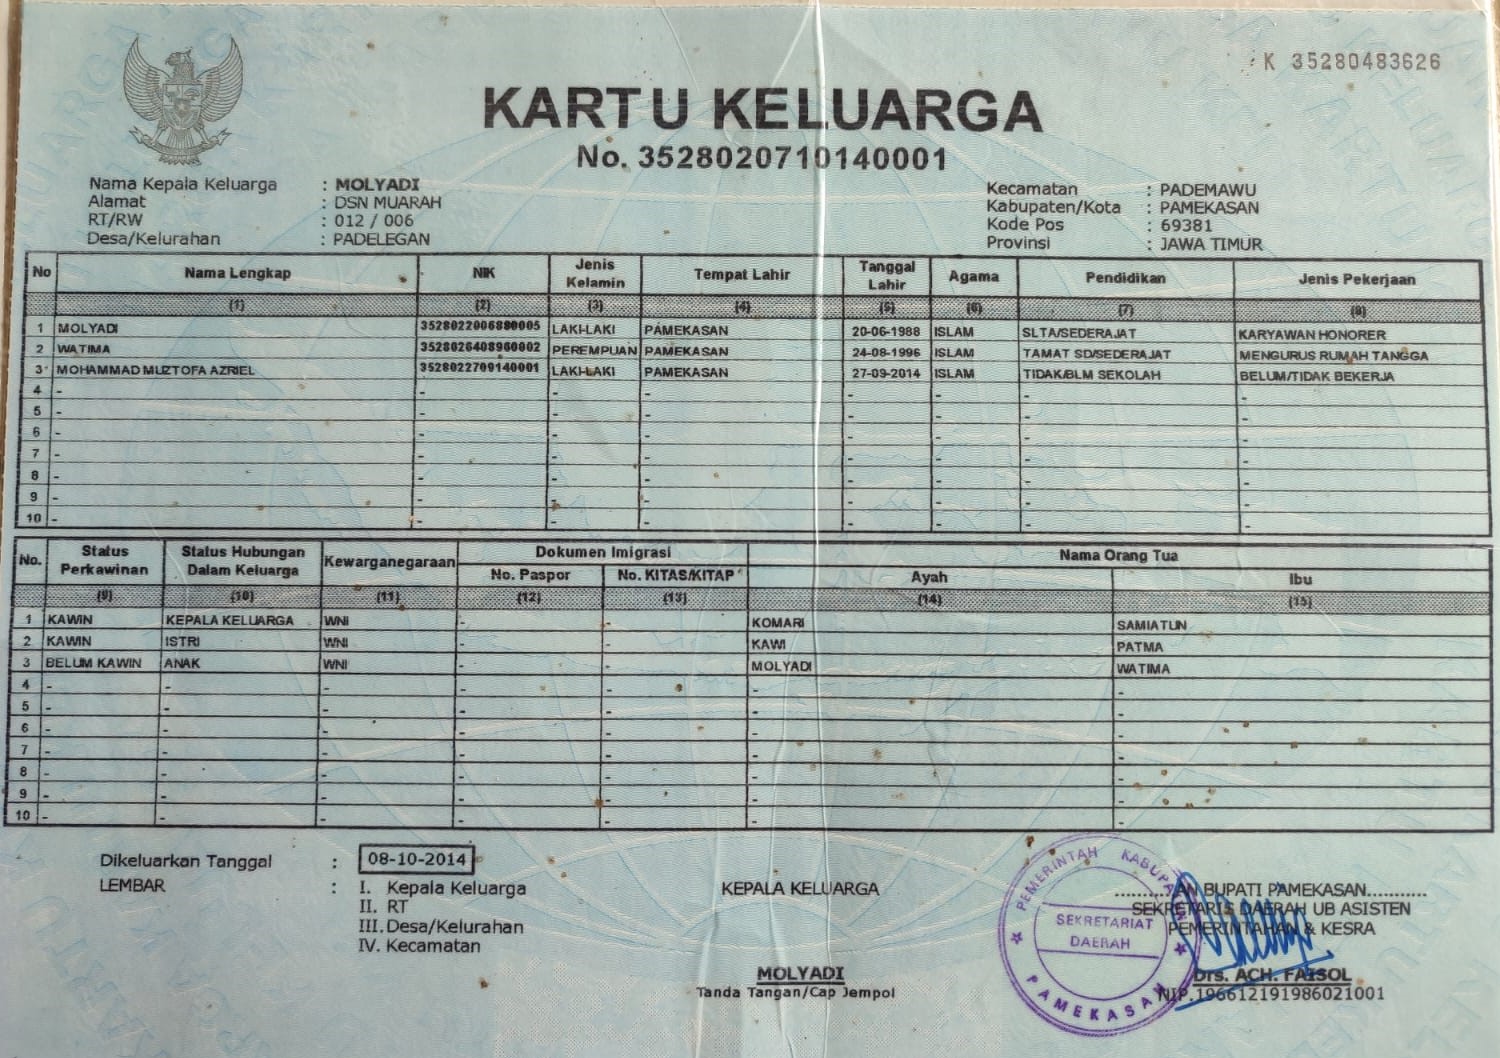 K 35280483626
KARTU KELUARGA
No. 3528020710140001
Nama Kepala Keluarga : MOLYADI
Alamat : DSN MUARAH
RT/RW : 012 / 006
Desa/Kelurahan : PADELEGAN
Kecamatan : PADEMAWU
Kabupaten/Kota : PAMEKASAN
Kode Pos : 69381
Provinsi : JAWA TIMUR
No Nama Lengkap NIK Jenis Kelamin Tempat Lahir Tanggal Lahir Agama Pendidikan Jenis Pekerjaan
(1) (2) (3) (4) (5) (6) (7) (8)
1 MOLYADI 3528022006880005 LAKI-LAKI PAMEKASAN 20-06-1988 ISLAM SLTA/SEDERAJAT KARYAWAN HONORER
2 WATIMA 3528026408960002 PEREMPUAN PAMEKASAN 24-08-1996 ISLAM TAMAT SD/SEDERAJAT MENGURUS RUMAH TANGGA
3 MOHAMMAD MUZTOFA AZRIEL 3528022709140001 LAKI-LAKI PAMEKASAN 27-09-2014 ISLAM TIDAK/BLM SEKOLAH BELUM/TIDAK BEKERJA
4 - - - - - - - -
5 - - - - - - - -
6 - - - - - - - -
7 - - - - - - - -
8 - - - - - - - -
9 - - - - - - - -
10 - - - - - - - -
No. Status Perkawinan Status Hubungan Dalam Keluarga Kewarganegaraan Dokumen Imigrasi Nama Orang Tua
No. Paspor No. KITAS/KITAP Ayah Ibu
(9) (10) (11) (12) (13) (14) (15)
1 KAWIN KEPALA KELUARGA WNI - - KOMARI SAMIATUN
2 KAWIN ISTRI WNI - - KAWI PATMA
3 BELUM KAWIN ANAK WNI - - MOLYADI WATIMA
4 - - - - - - -
5 - - - - - - -
6 - - - - - - -
7 - - - - - - -
8 - - - - - - -
9 - - - - - - -
10 - - - - - - -
Dikeluarkan Tanggal : 08-10-2014
LEMBAR : I. Kepala Keluarga
II. RT
III. Desa/Kelurahan
IV. Kecamatan
KEPALA KELUARGA
MOLYADI
Tanda Tangan/Cap Jempol
PEMERINTAH KABUPATEN
SEKRETARIAT
DAERAH
PAMEKASAN
..........AN BUPATI PAMEKASAN...........
SEKRETARIS DAERAH UB ASISTEN
PEMERINTAHAN & KESRA
Drs. ACH. FAISOL
NIP.196612191986021001